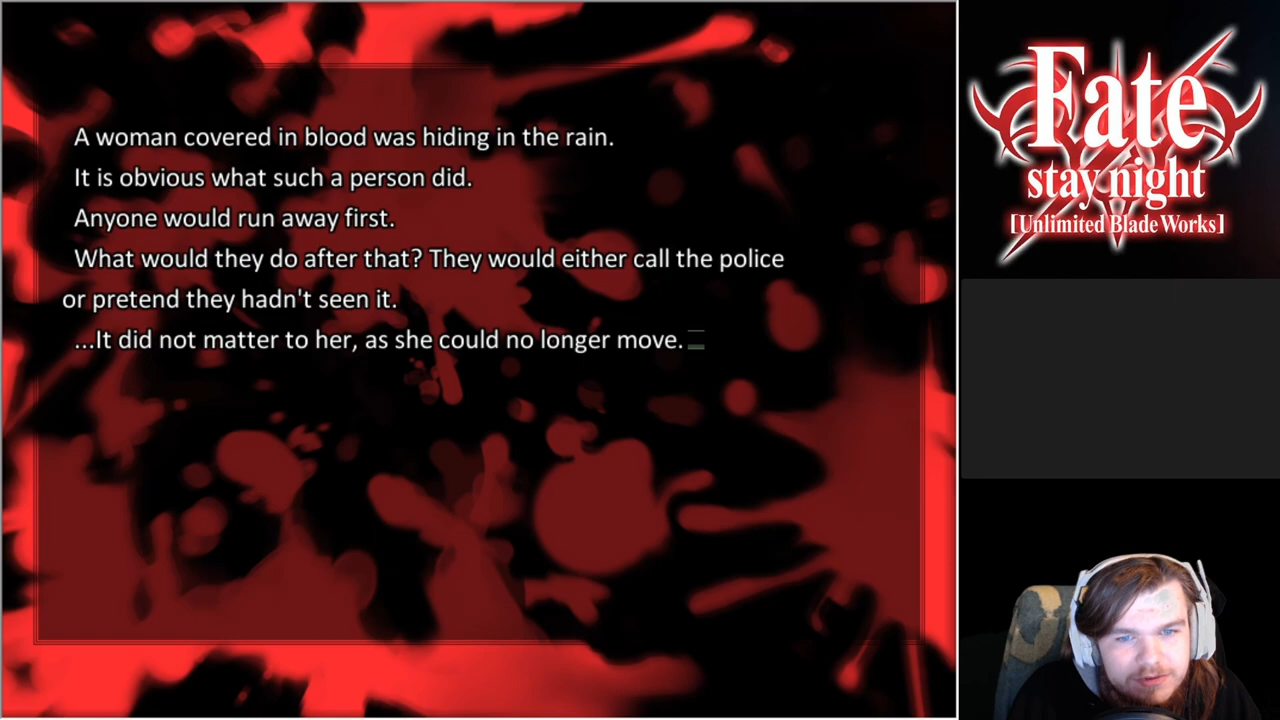 A woman covered in blood was hiding in the rain.
It is obvious what such a person did.
Anyone would run away first.
What would they do after that? They would either call the police
or pretend they hadn't seen it.
...It did not matter to her, as she could no longer move.
Fate
stay night
[Unlimited Blade Works]